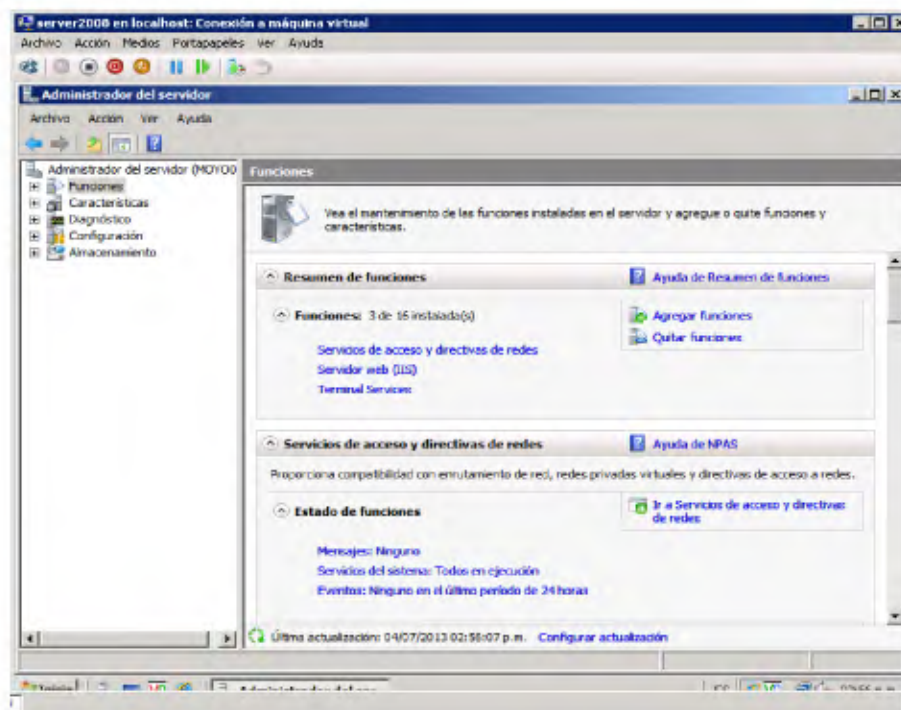 server2008 en localhost: Conexión a máquina virtual
Archivo Acción Medios Portapapeles Ver Ayuda
Administrador del servidor
Archivo Acción Ver Ayuda
Administrador del servidor (MOYOO
Funciones
Características
Diagnóstico
Configuración
Almacenamiento
Funciones
Vea el mantenimiento de las funciones instaladas en el servidor y agregue o quite funciones y
características.
Resumen de funciones
Ayuda de Resumen de funciones
Funciones: 3 de 16 instalada(s)
Agregar funciones
Quitar funciones
Servicios de acceso y directivas de redes
Servidor web (IIS)
Terminal Services
Servicios de acceso y directivas de redes
Ayuda de NPAS
Proporciona compatibilidad con enrutamiento de red, redes privadas virtuales y directivas de acceso a redes.
Estado de funciones
Ir a Servicios de acceso y directivas
de redes
Mensajes: Ninguno
Servicios del sistema: Todos en ejecución
Eventos: Ninguno en el último período de 24 horas
Última actualización: 04/07/2013 02:56:07 p.m. Configurar actualización